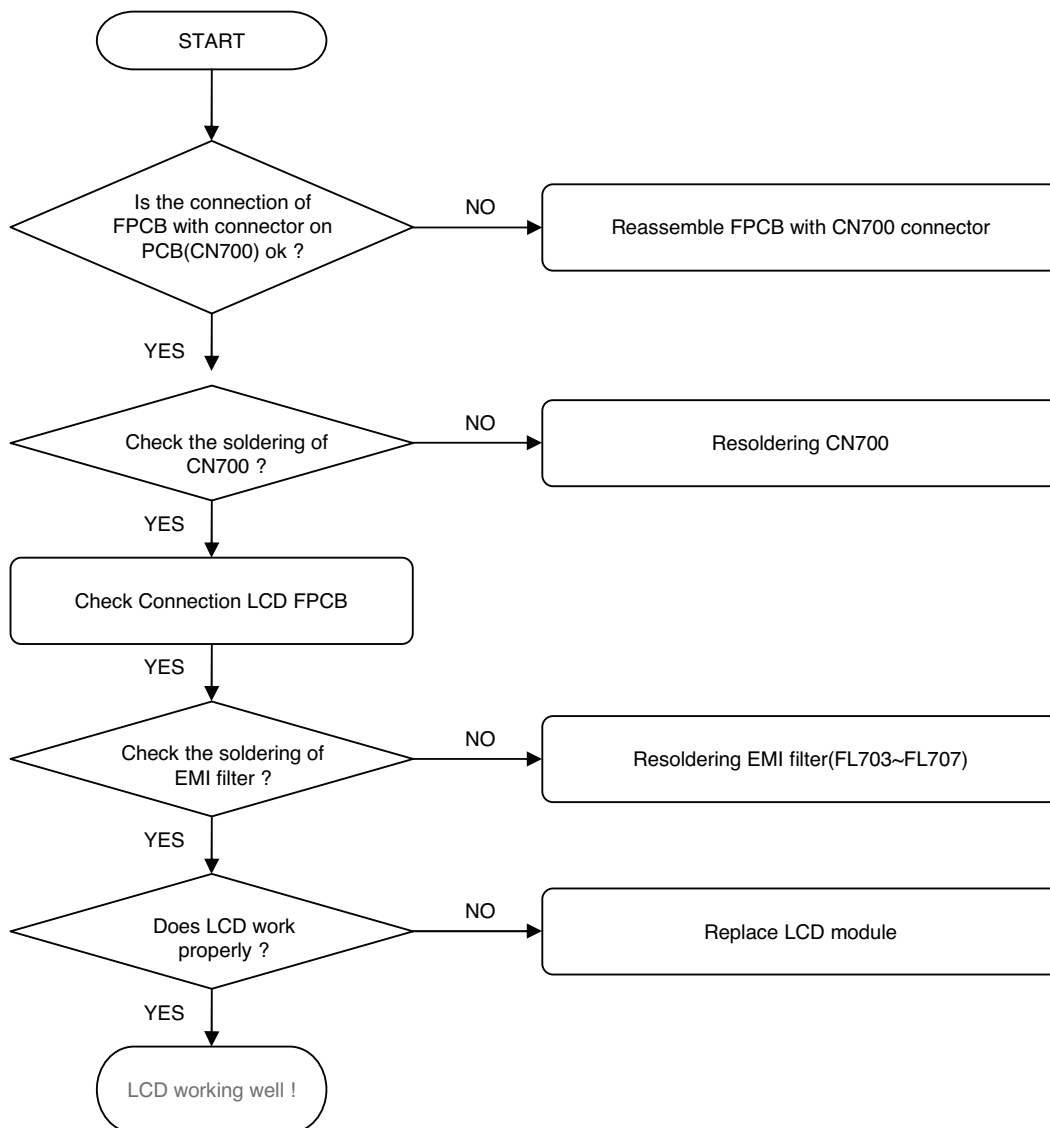 START
Is the connection of
FPCB with connector on
PCB(CN700) ok ?
NO
Reassemble FPCB with CN700 connector
YES
Check the soldering of
CN700 ?
NO
Resoldering CN700
YES
Check Connection LCD FPCB
YES
Check the soldering of
EMI filter ?
NO
Resoldering EMI filter(FL703~FL707)
YES
Does LCD work
properly ?
NO
Replace LCD module
YES
LCD working well !